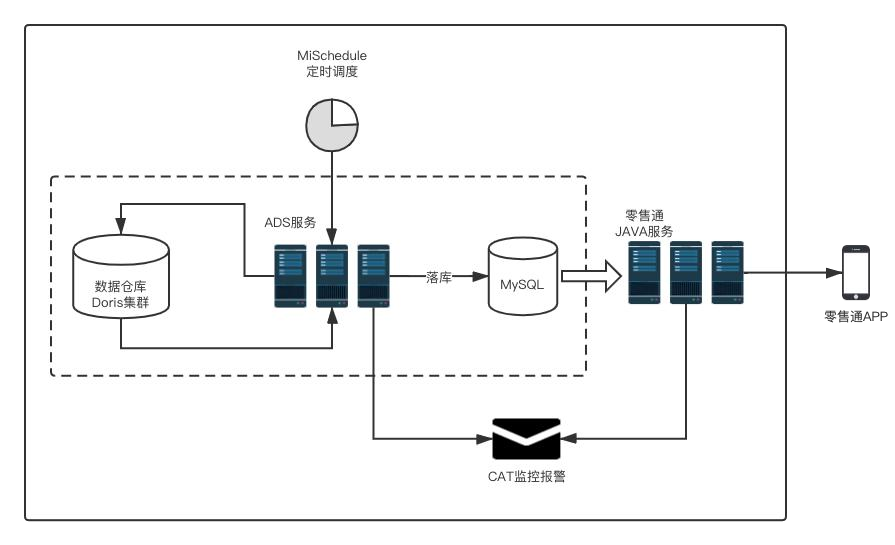 MiSchedule
定时调度
ADS服务
零售通
JAVA服务
数据仓库
Doris集群
落库
MySQL
零售通APP
CAT监控报警